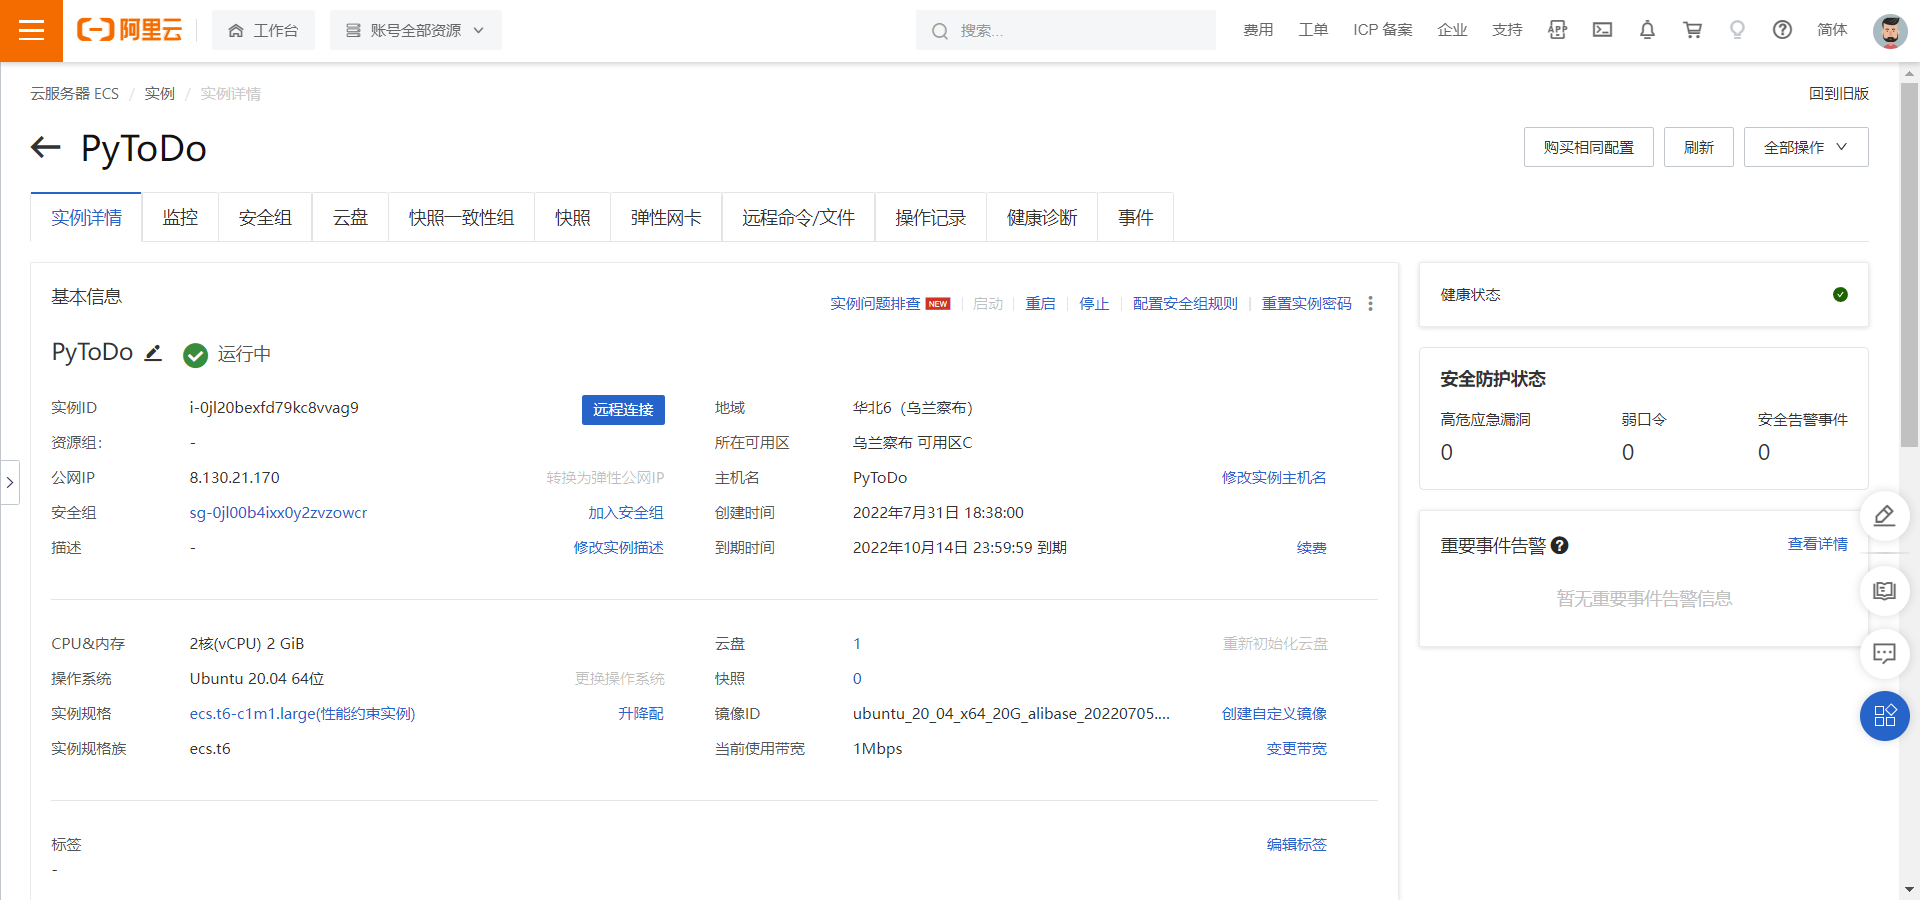 阿里云 工作台 账号全部资源 搜索... 费用 工单 ICP 备案 企业 支持 APP 简体
云服务器 ECS / 实例 / 实例详情 回到旧版
PyToDo 购买相同配置 刷新 全部操作
实例详情 监控 安全组 云盘 快照一致性组 快照 弹性网卡 远程命令/文件 操作记录 健康诊断 事件
基本信息 实例问题排查 NEW 启动 重启 停止 配置安全组规则 重置实例密码
PyToDo 运行中
实例ID i-0jl20bexfd79kc8vvag9 远程连接 地域 华北6（乌兰察布）
资源组： - 所在可用区 乌兰察布 可用区C
公网IP 8.130.21.170 转换为弹性公网IP 主机名 PyToDo 修改实例主机名
安全组 sg-0jl00b4ixx0y2zvzowcr 加入安全组 创建时间 2022年7月31日 18:38:00
描述 - 修改实例描述 到期时间 2022年10月14日 23:59:59 到期 续费
CPU&内存 2核(vCPU) 2 GiB 云盘 1 重新初始化云盘
操作系统 Ubuntu 20.04 64位 更换操作系统 快照 0
实例规格 ecs.t6-c1m1.large(性能约束实例) 升降配 镜像ID ubuntu_20_04_x64_20G_alibase_20220705.... 创建自定义镜像
实例规格族 ecs.t6 当前使用带宽 1Mbps 变更带宽
标签 编辑标签
-
健康状态
安全防护状态
高危应急漏洞 弱口令 安全告警事件
0 0 0
重要事件告警 查看详情
暂无重要事件告警信息